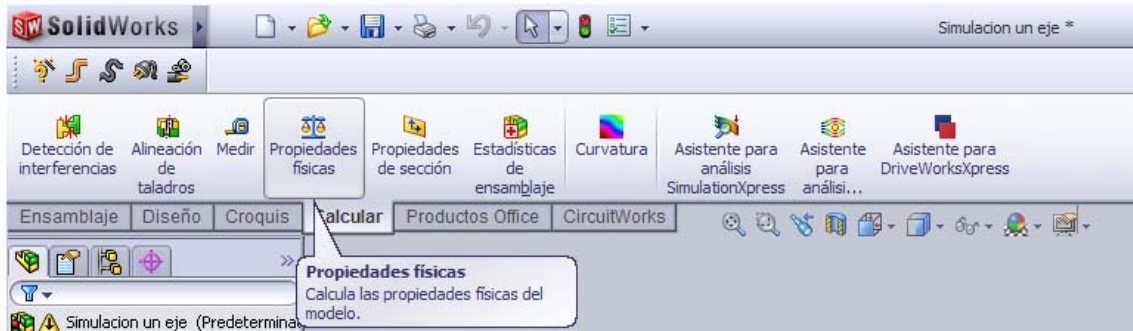 SolidWorks
Simulacion un eje *
Detección de interferencias
Alineación de taladros
Medir
Propiedades físicas
Propiedades de sección
Estadísticas de ensamblaje
Curvatura
Asistente para análisis SimulationXpress
Asistente para análisi...
Asistente para DriveWorksXpress
Ensamblaje
Diseño
Croquis
Calcular
Productos Office
CircuitWorks
Propiedades físicas
Calcula las propiedades físicas del
modelo.
Simulacion un eje (Predetermina